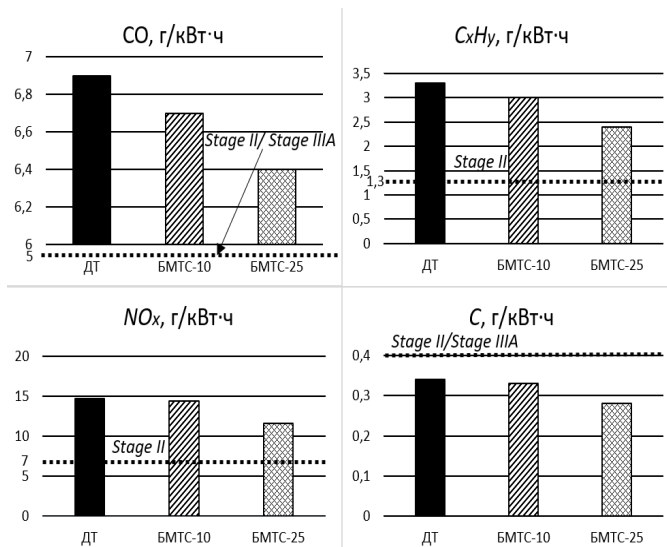 CO, г/кВт·ч
7
6,8
6,6
6,4
6,2
6
5
Stage II/ Stage IIIA
ДТ БМТС-10 БМТС-25
CxHy, г/кВт·ч
3,5
3
2,5
2
1,5
1,3
1
0,5
0
Stage II
ДТ БМТС-10 БМТС-25
NOx, г/кВт·ч
20
15
10
7
5
0
Stage II
ДТ БМТС-10 БМТС-25
C, г/кВт·ч
Stage II/Stage IIIA
0,4
0,3
0,2
0,1
0
ДТ БМТС-10 БМТС-25